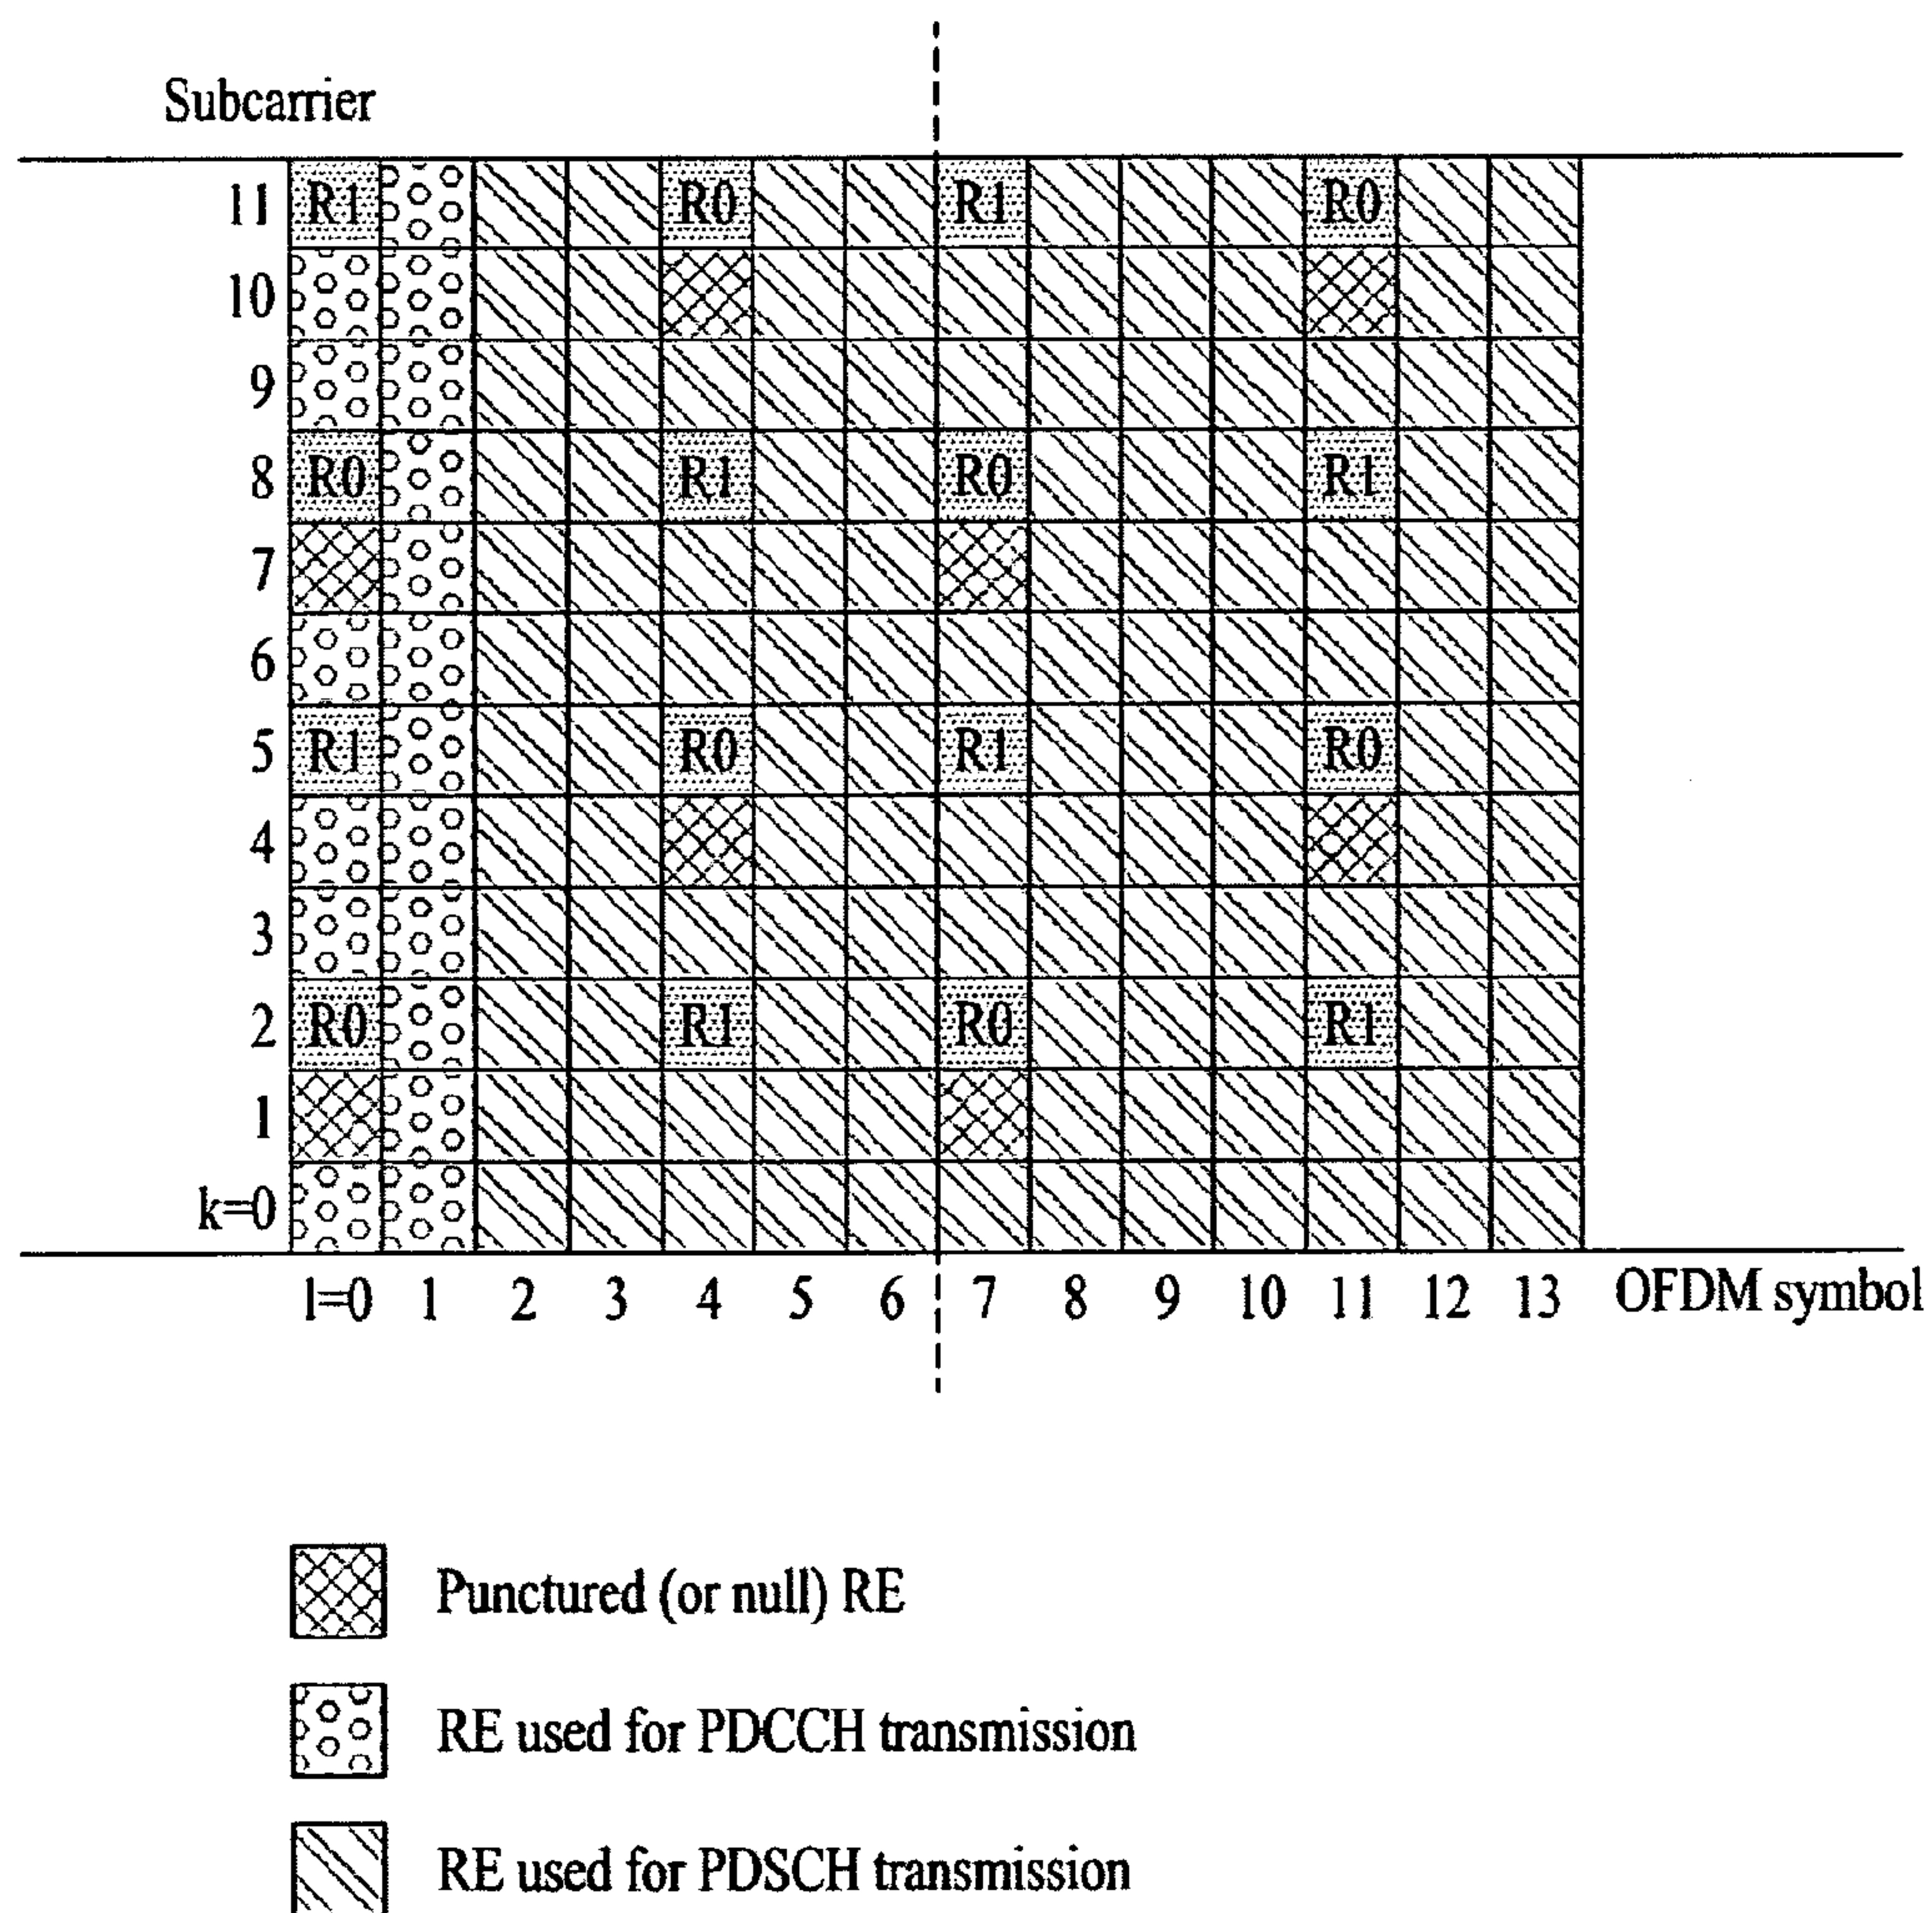 Subcarrier
11 R1 R0 R1 R0
10
9
8 R0 R1 R0 R1
7
6
5 R1 R0 R1 R0
4
3
2 R0 R1 R0 R1
1
k=0
l=0 1 2 3 4 5 6 7 8 9 10 11 12 13 OFDM symbol
Punctured (or null) RE
RE used for PDCCH transmission
RE used for PDSCH transmission